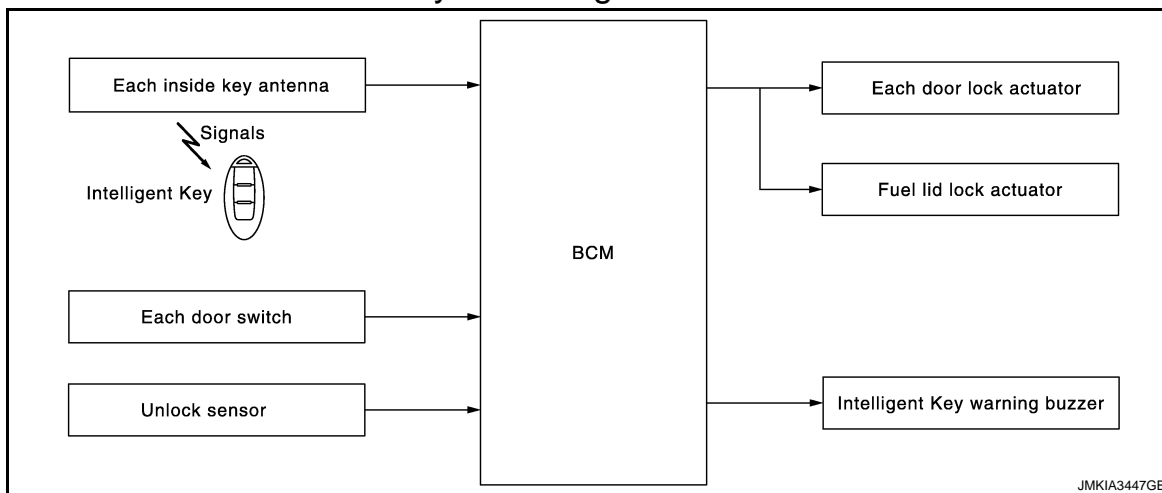 Each inside key antenna
Signals
Intelligent Key
Each door switch
Unlock sensor
BCM
Each door lock actuator
Fuel lid lock actuator
Intelligent Key warning buzzer
JMKIA3447GB